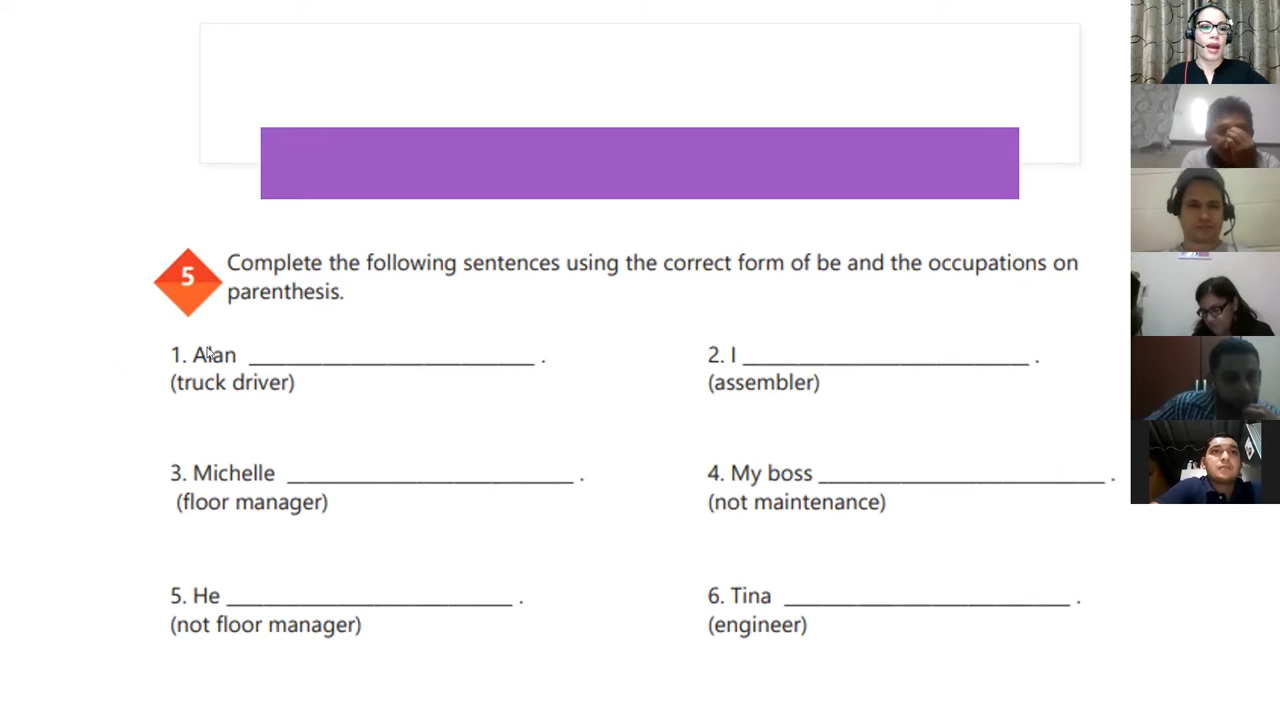 5
Complete the following sentences using the correct form of be and the occupations on
parenthesis.
1. Alan ____________________________ .
(truck driver)
2. I ____________________________ .
(assembler)
3. Michelle ____________________________ .
(floor manager)
4. My boss ____________________________ .
(not maintenance)
5. He ____________________________ .
(not floor manager)
6. Tina ____________________________ .
(engineer)